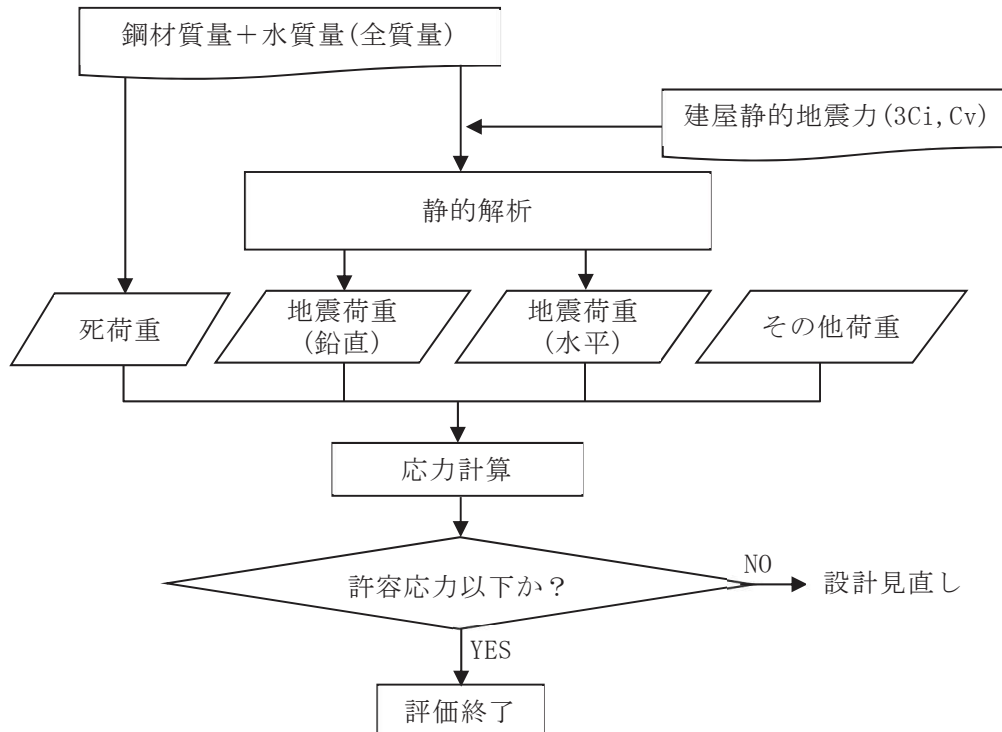 鋼材質量＋水質量(全質量)
建屋静的地震力(3Ci,Cv)
静的解析
死荷重
地震荷重
(鉛直)
地震荷重
(水平)
その他荷重
応力計算
許容応力以下か？
NO
設計見直し
YES
評価終了